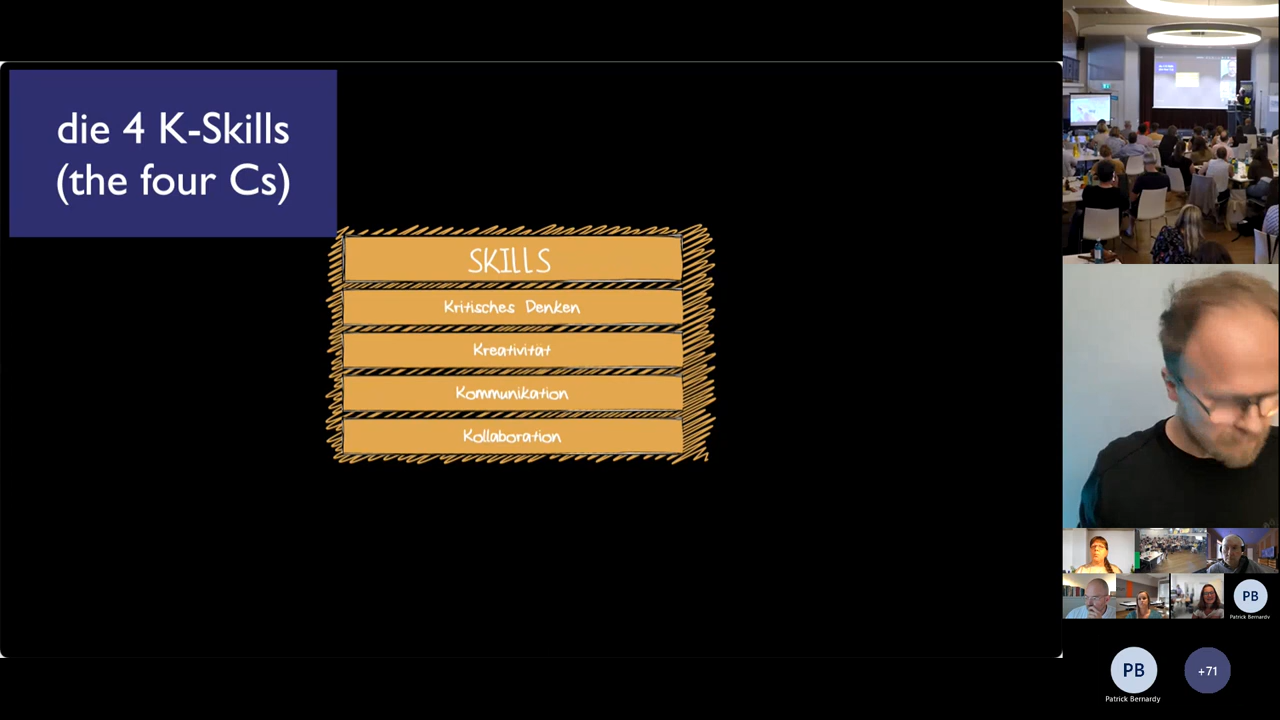 die 4 K-Skills
(the four Cs)
SKILLS
Kritisches Denken
Kreativität
Kommunikation
Kollaboration
PB
Patrick Bernardy
PB
Patrick Bernardy
+71